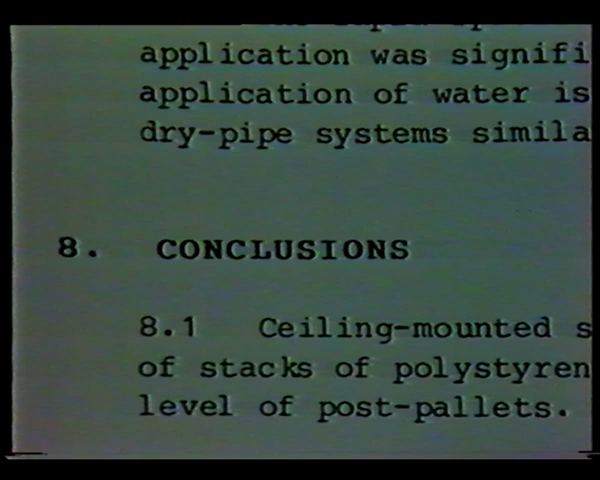 application was signifi
application of water is
dry-pipe systems simila
8. CONCLUSIONS
8.1 Ceiling-mounted s
of stacks of polystyren
level of post-pallets.